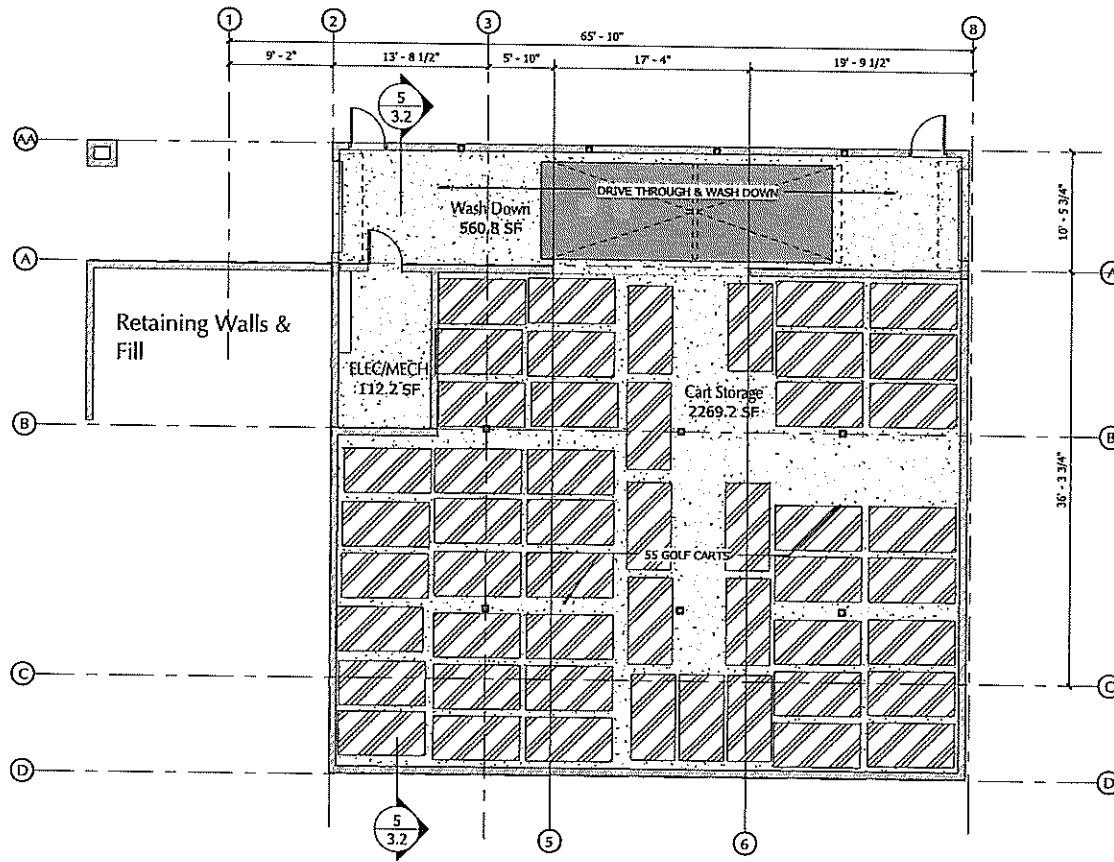 1
2
3
8
65' - 10"
9' - 2"
13' - 8 1/2"
5' - 10"
17' - 4"
19' - 9 1/2"
5
3.2
AA
DRIVE THROUGH & WASH DOWN
Wash Down
560.8 SF
10' - 5 3/4"
A
A
Retaining Walls &
Fill
ELEC/MECH
112.2 SF
Cart Storage
2269.2 SF
B
B
36' - 3/4"
55 GOLF CARTS
C
C
D
D
5
3.2
5
6